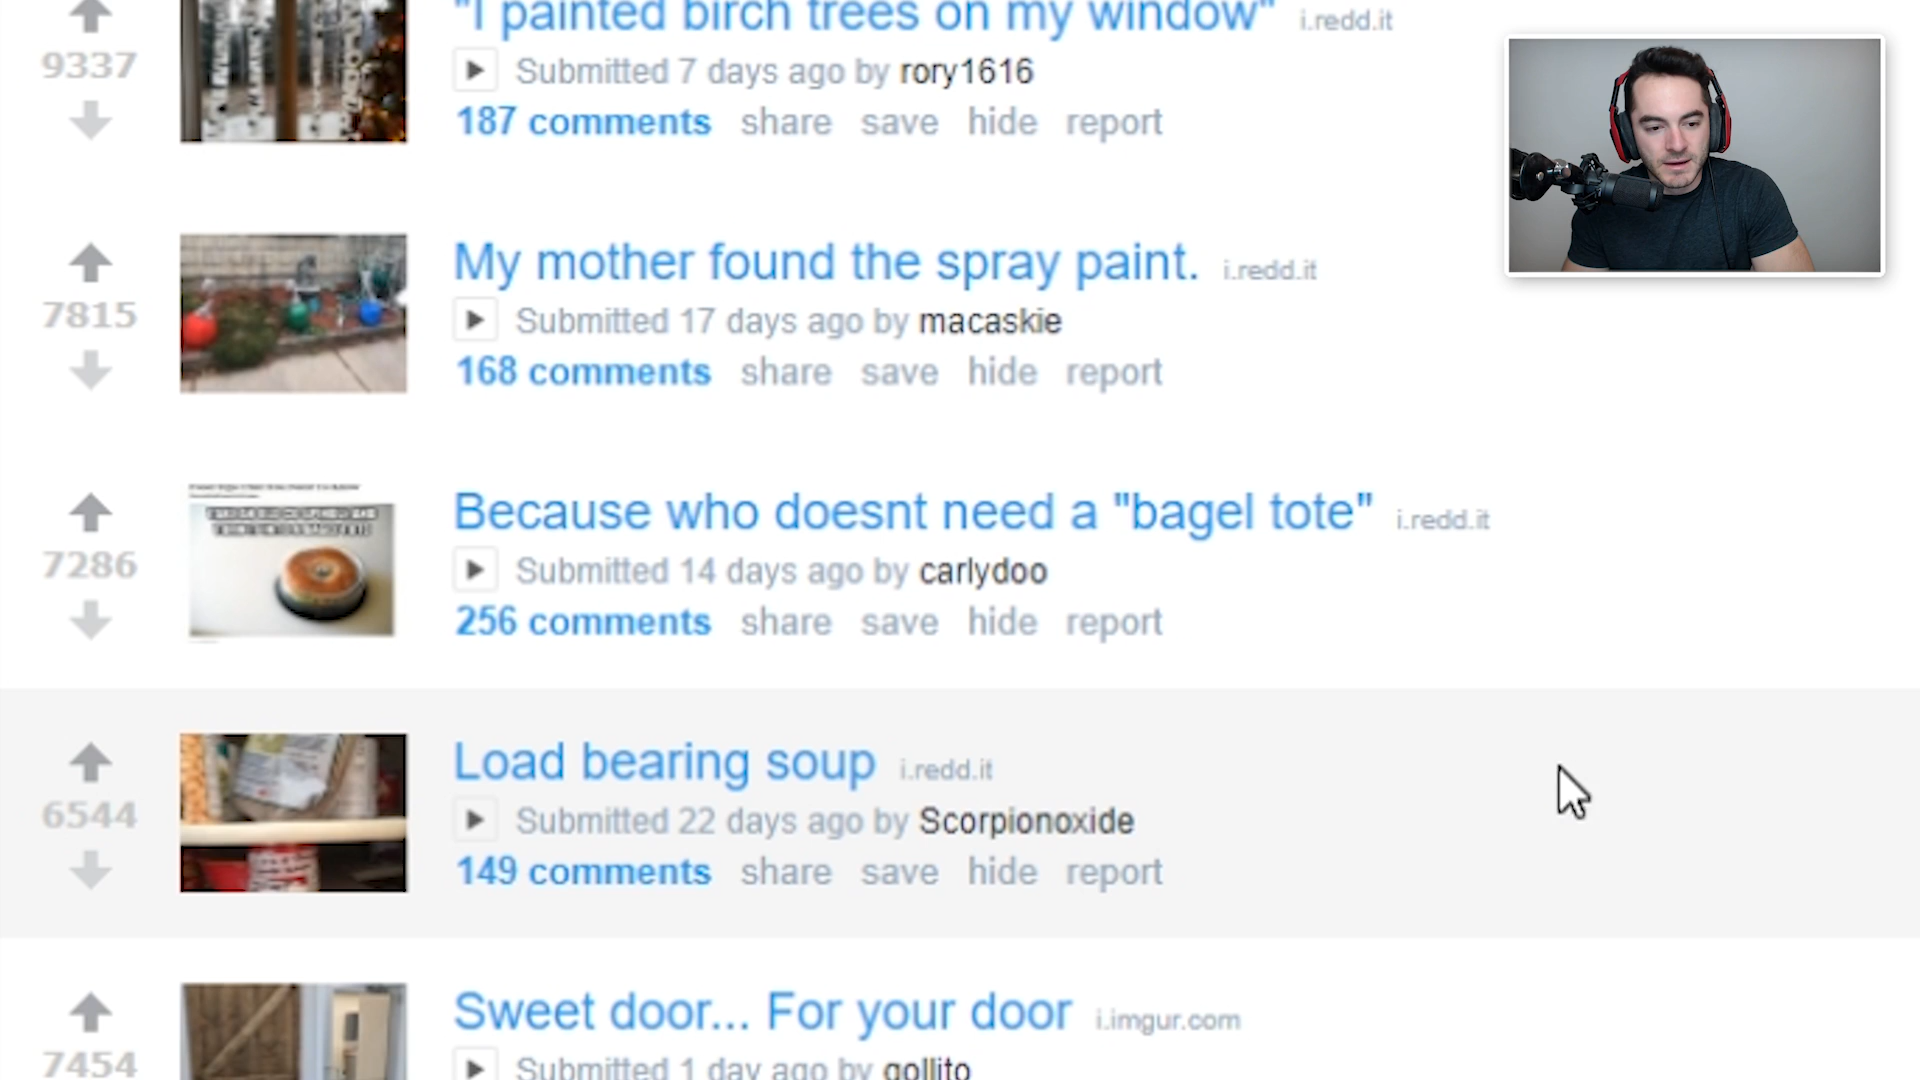 "I painted birch trees on my window" i.redd.it
9337
Submitted 7 days ago by rory1616
187 comments share save hide report
My mother found the spray paint. i.redd.it
7815
Submitted 17 days ago by macaskie
168 comments share save hide report
Because who doesnt need a "bagel tote" i.redd.it
7286
Submitted 14 days ago by carlydoo
256 comments share save hide report
Load bearing soup i.redd.it
6544
Submitted 22 days ago by Scorpionoxide
149 comments share save hide report
Sweet door... For your door i.imgur.com
7454
Submitted 1 day ago by gollito